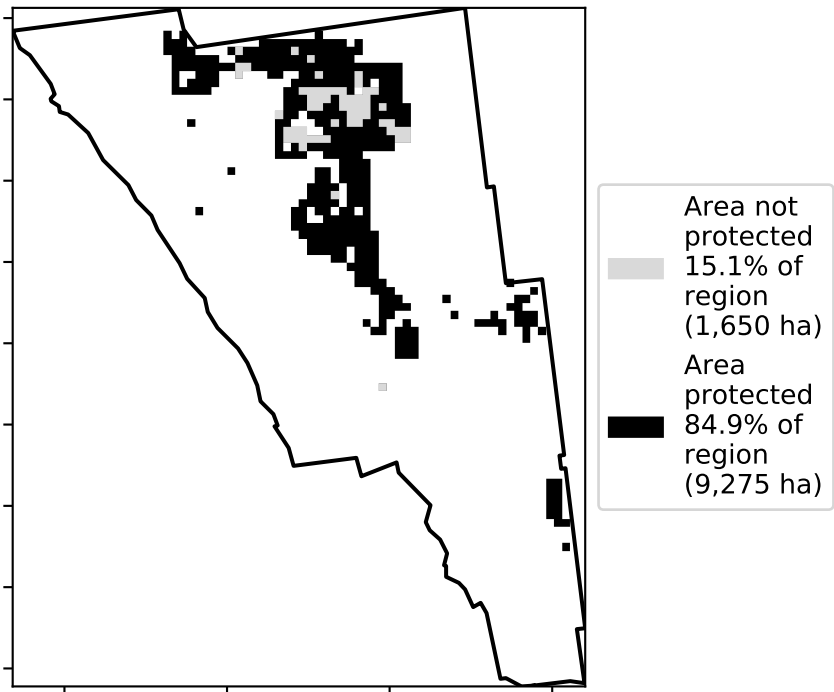 Area not
protected
15.1% of
region
(1,650 ha)
Area
protected
84.9% of
region
(9,275 ha)